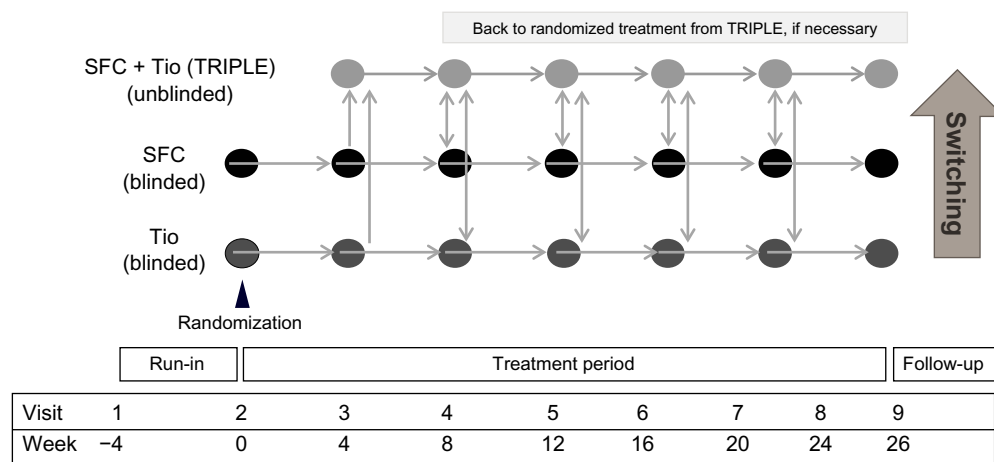 Back to randomized treatment from TRIPLE, if necessary
SFC + Tio (TRIPLE)
(unblinded)
SFC
(blinded)
Tio
(blinded)
Switching
Randomization
Run-in Treatment period Follow-up
Visit 1 2 3 4 5 6 7 8 9
Week −4 0 4 8 12 16 20 24 26